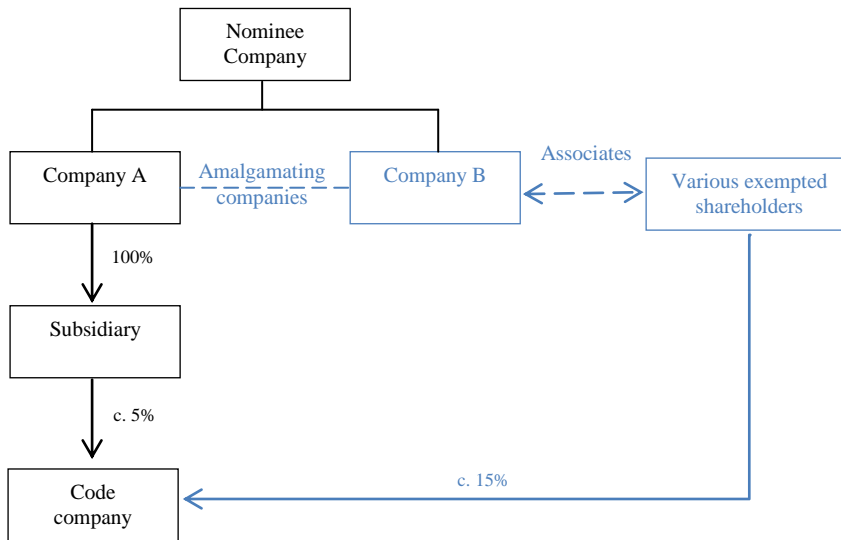 Nominee
Company
Company A
Amalgamating
companies
Company B
Associates
Various exempted
shareholders
100%
Subsidiary
c. 5%
c. 15%
Code
company